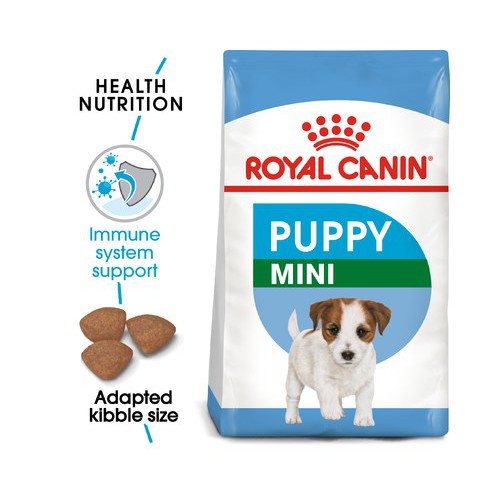 HEALTH
NUTRITION
Immune
system
support
Adapted
kibble size
ROYAL CANIN®
PUPPY
MINI